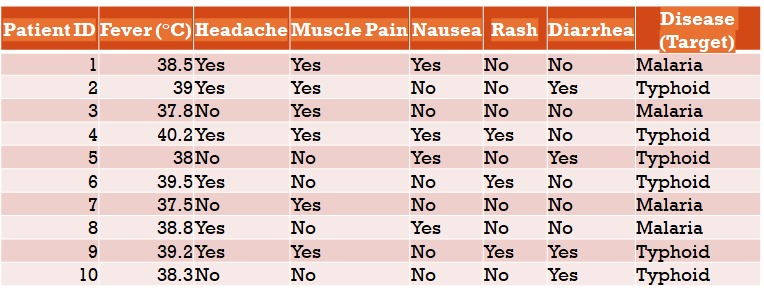 Patient ID Fever (°C) Headache Muscle Pain Nausea Rash Diarrhea Disease (Target)
1 38.5 Yes Yes Yes No No Malaria
2 39 Yes Yes No No Yes Typhoid
3 37.8 No Yes No No No Malaria
4 40.2 Yes Yes Yes Yes No Typhoid
5 38 No No Yes No Yes Typhoid
6 39.5 Yes No No Yes No Typhoid
7 37.5 No Yes No No No Malaria
8 38.8 Yes No Yes No No Malaria
9 39.2 Yes Yes No Yes Yes Typhoid
10 38.3 No No No No Yes Typhoid